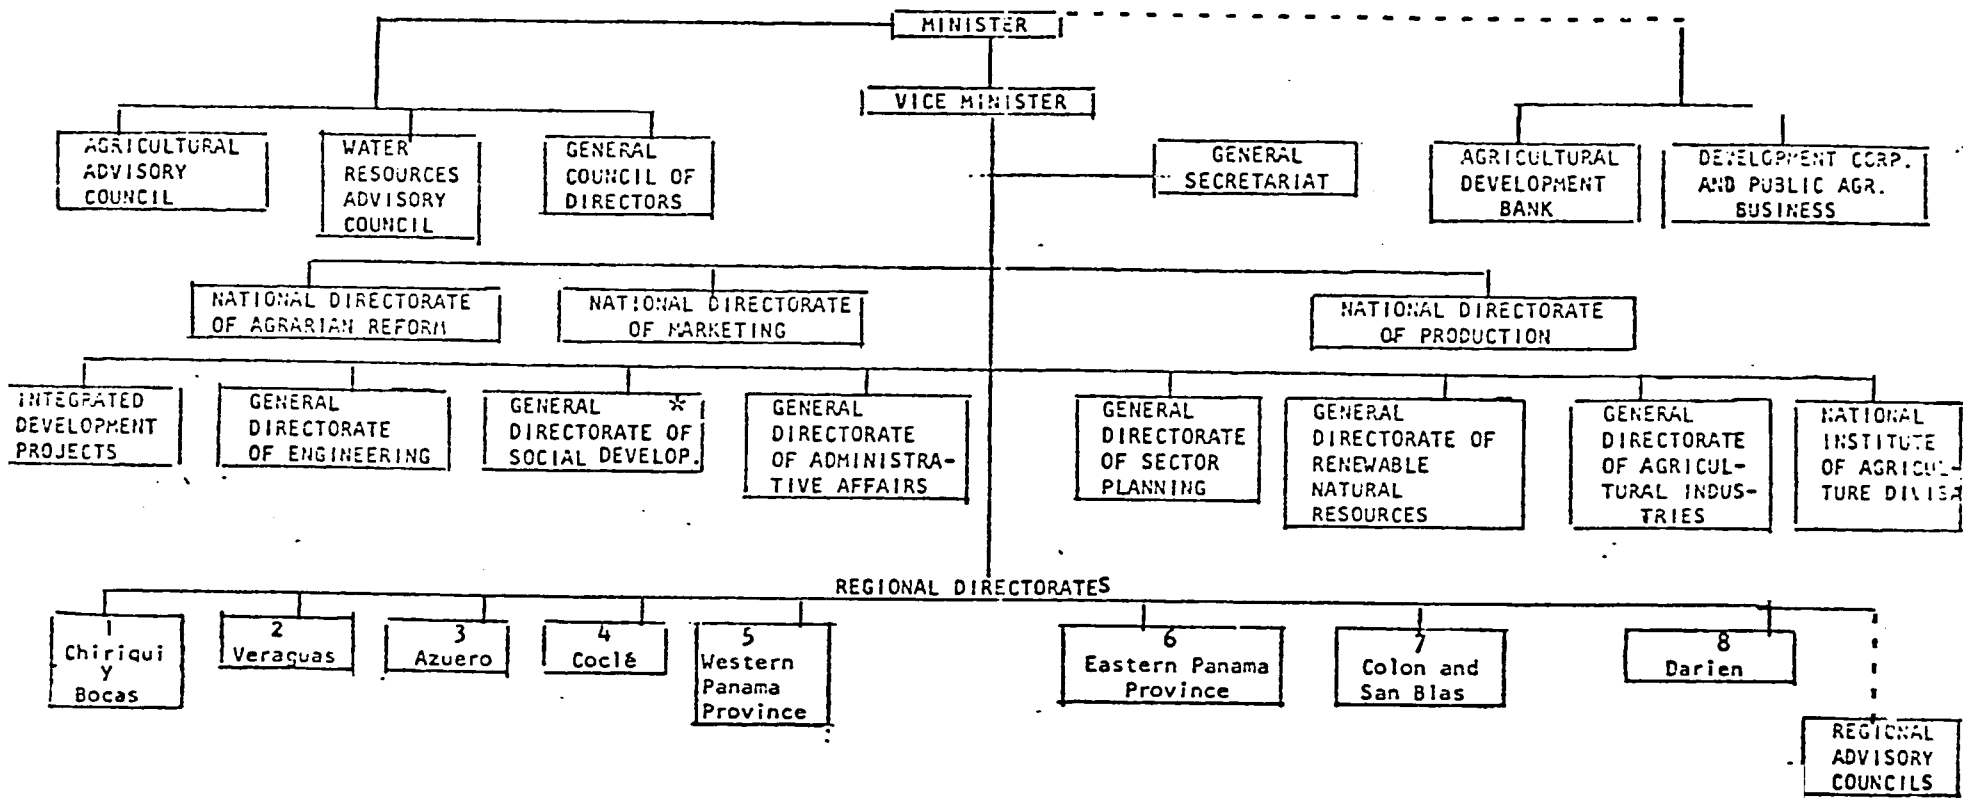 MINISTER
VICE MINISTER
AGRICULTURAL
ADVISORY
COUNCIL
WATER
RESOURCES
ADVISORY
COUNCIL
GENERAL
COUNCIL OF
DIRECTORS
GENERAL
SECRETARIAT
AGRICULTURAL
DEVELOPMENT
BANK
DEVELOPMENT CORP.
AND PUBLIC AGR.
BUSINESS
NATIONAL DIRECTORATE
OF AGRARIAN REFORM
NATIONAL DIRECTORATE
OF MARKETING
NATIONAL DIRECTORATE
OF PRODUCTION
INTEGRATED
DEVELOPMENT
PROJECTS
GENERAL
DIRECTORATE
OF ENGINEERING
GENERAL *
DIRECTORATE OF
SOCIAL DEVELOP.
GENERAL
DIRECTORATE
OF ADMINISTRA-
TIVE AFFAIRS
GENERAL
DIRECTORATE
OF SECTOR
PLANNING
GENERAL
DIRECTORATE OF
RENEWABLE
NATURAL
RESOURCES
GENERAL
DIRECTORATE
OF AGRICUL-
TURAL INDUS-
TRIES
NATIONAL
INSTITUTE
OF AGRICUL-
TURE
REGIONAL DIRECTORATES
1
Chiriqui
y
Bocas
2
Veraguas
3
Azuero
4
Coclé
5
Western
Panama
Province
6
Eastern Panama
Province
7
Colon and
San Blas
8
Darien
REGIONAL
ADVISORY
COUNCILS